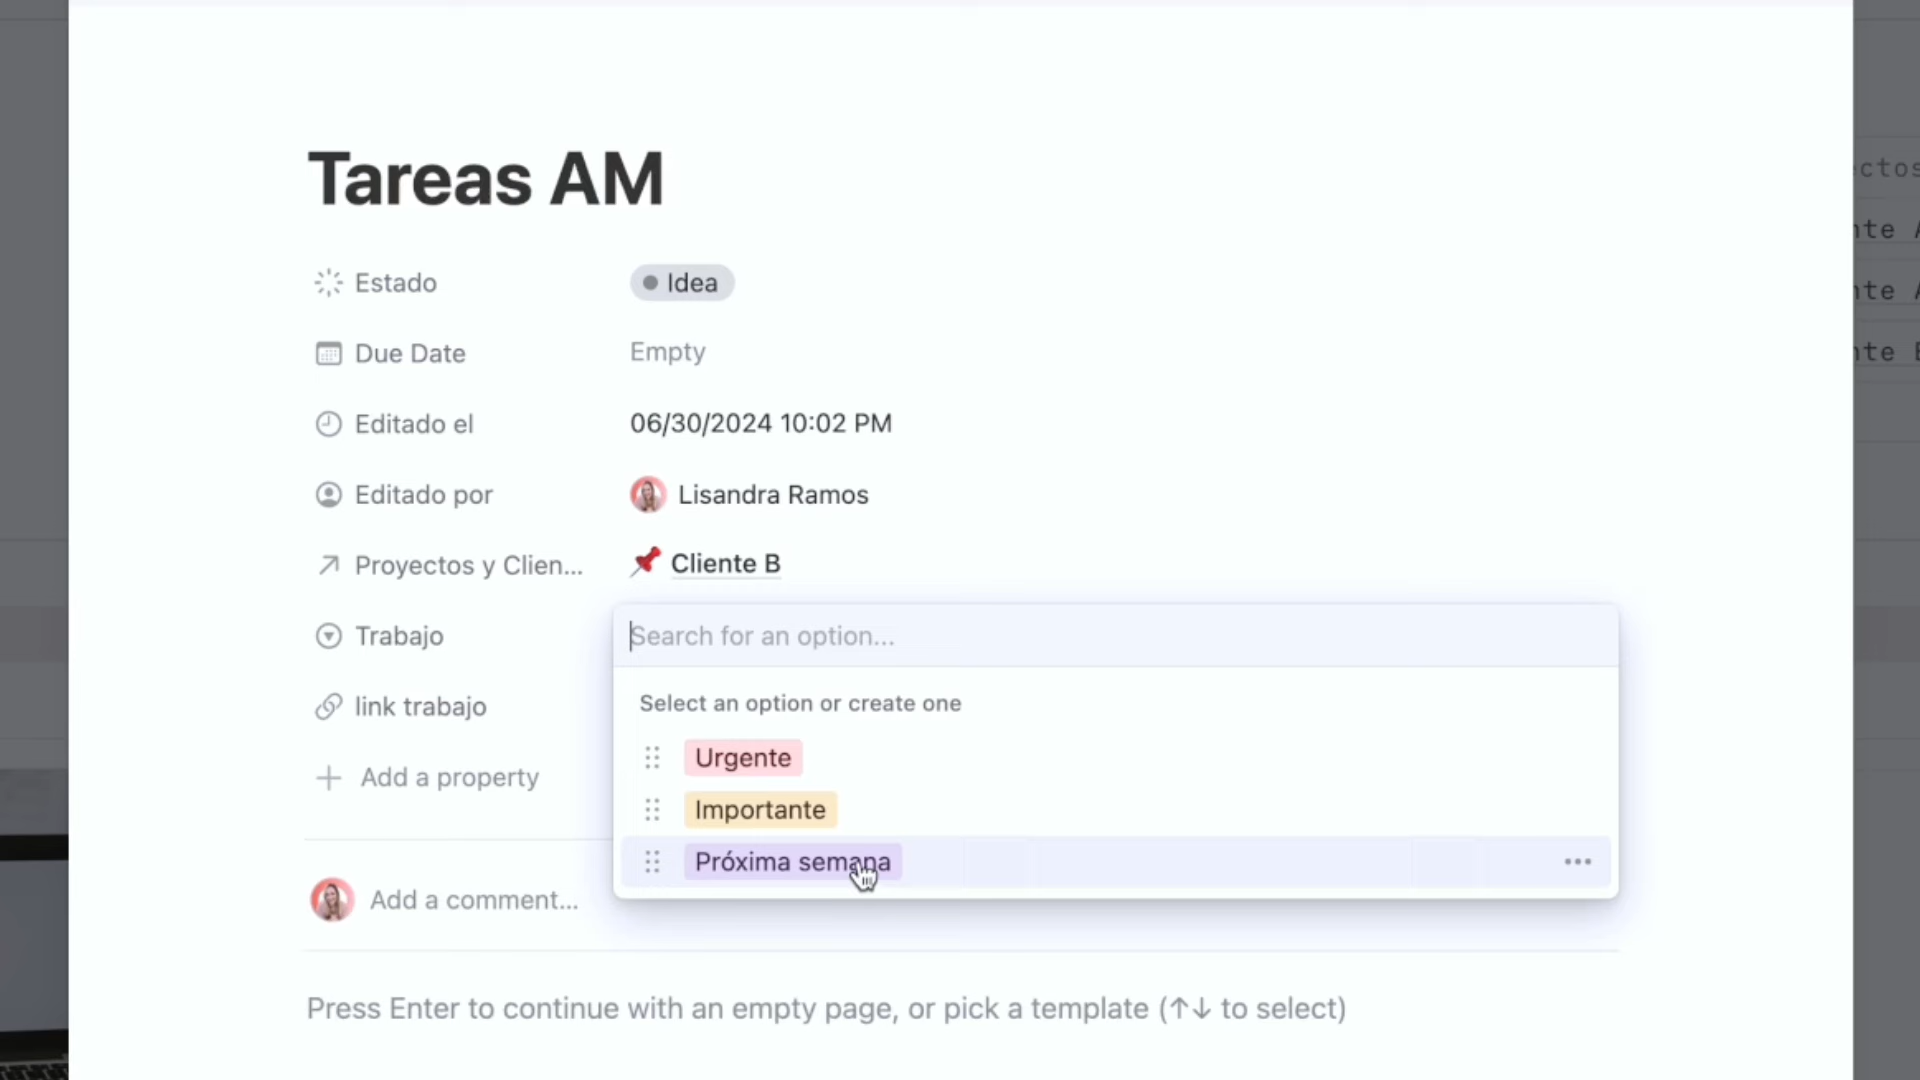 Tareas AM
Estado Idea
Due Date Empty
Editado el 06/30/2024 10:02 PM
Editado por Lisandra Ramos
Proyectos y Clien... Cliente B
Trabajo Search for an option...
link trabajo
Select an option or create one
Add a property
Urgente
Importante
Próxima semana
Add a comment...
Press Enter to continue with an empty page, or pick a template (↑↓ to select)